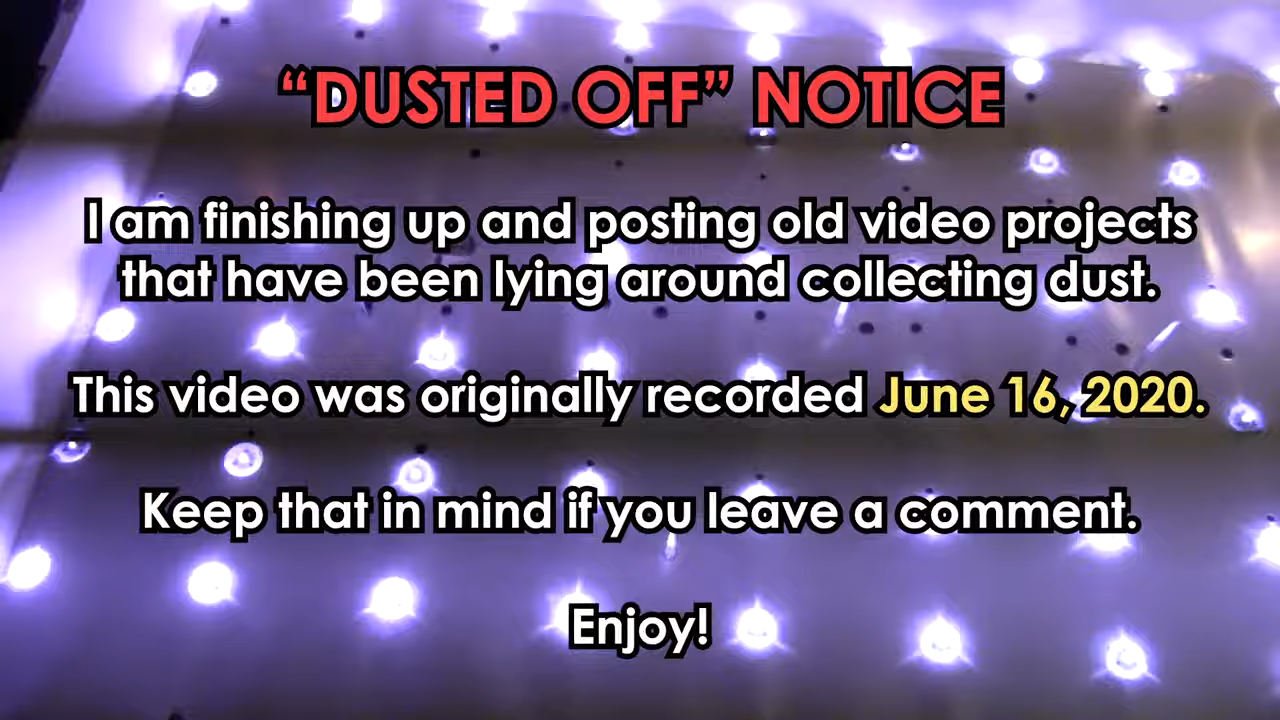 “DUSTED OFF” NOTICE
I am finishing up and posting old video projects
that have been lying around collecting dust.
This video was originally recorded June 16, 2020.
Keep that in mind if you leave a comment.
Enjoy!